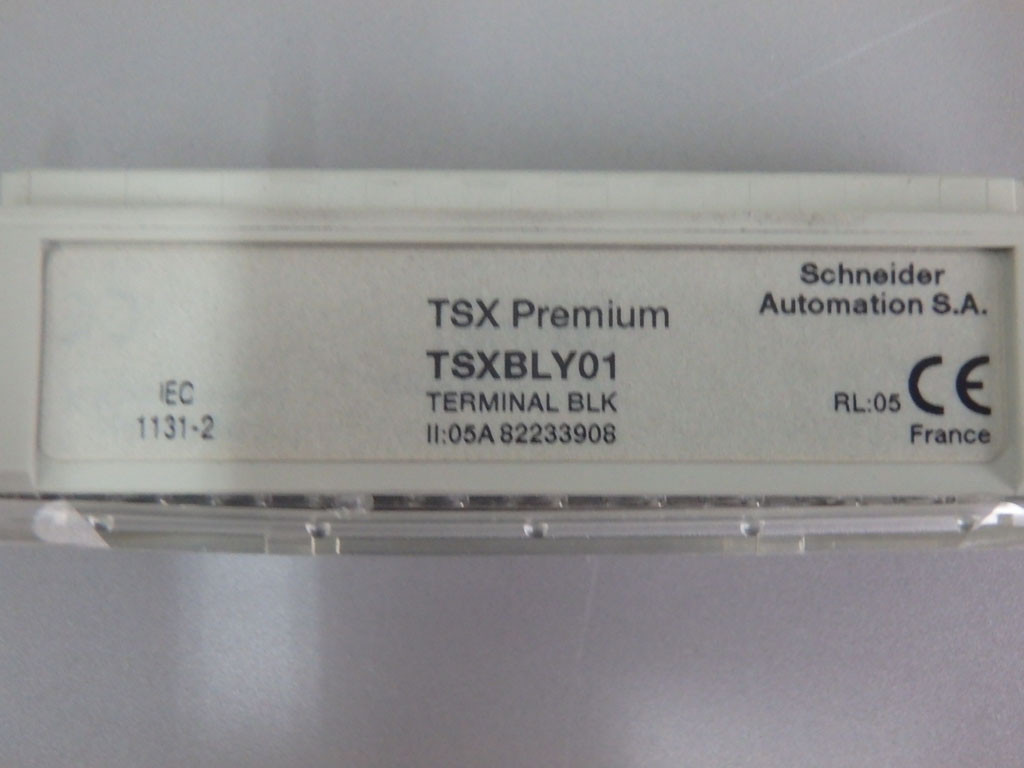 Schneider
Automation S.A.
TSX Premium
TSXBLY01
IEC
TERMINAL BLK
RL:05 CE
1131-2
II:05A 82233908
France